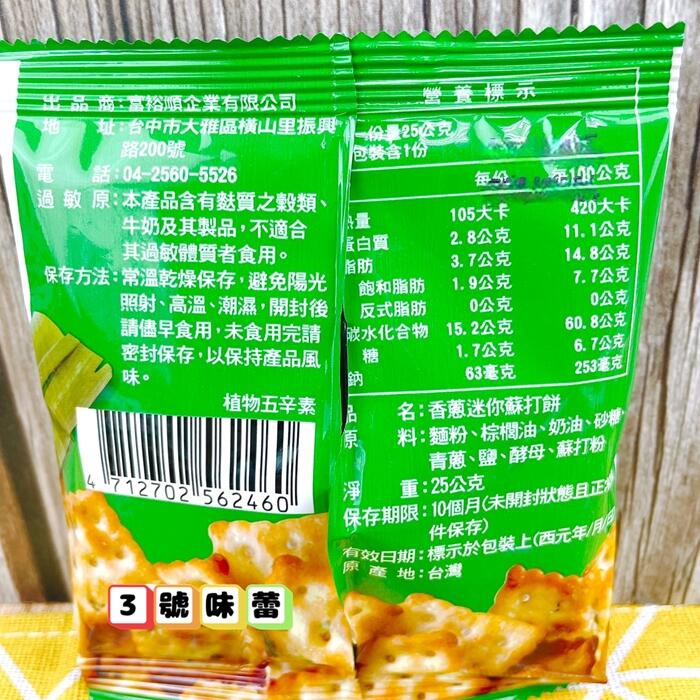 出品商:富裕順企業有限公司
地址:台中市大雅區橫山里振興
路200號
電話:04-2560-5526
過敏原:本產品含有麩質之穀類、
牛奶及其製品,不適合
其過敏體質者食用。
保存方法:常溫乾燥保存,避免陽光
照射、高溫、潮濕,開封後
請儘早食用,未食用完請
密封保存,以保持產品風
味。
植物五辛素
4 712702 562460
營養標示
一份量25公克
包裝含1份
每份 每100公克
熱量 105大卡 420大卡
蛋白質 2.8公克 11.1公克
脂肪 3.7公克 14.8公克
飽和脂肪 1.9公克 7.7公克
反式脂肪 0公克 0公克
碳水化合物 15.2公克 60.8公克
糖 1.7公克 6.7公克
鈉 63毫克 253毫克
品名:香蔥迷你蘇打餅
原料:麵粉、棕櫚油、奶油、砂糖、
青蔥、鹽、酵母、蘇打粉
淨重:25公克
保存期限:10個月(未開封狀態且正
件保存)
有效日期:標示於包裝上(西元年/月/日
原產地:台灣
3號味蕾